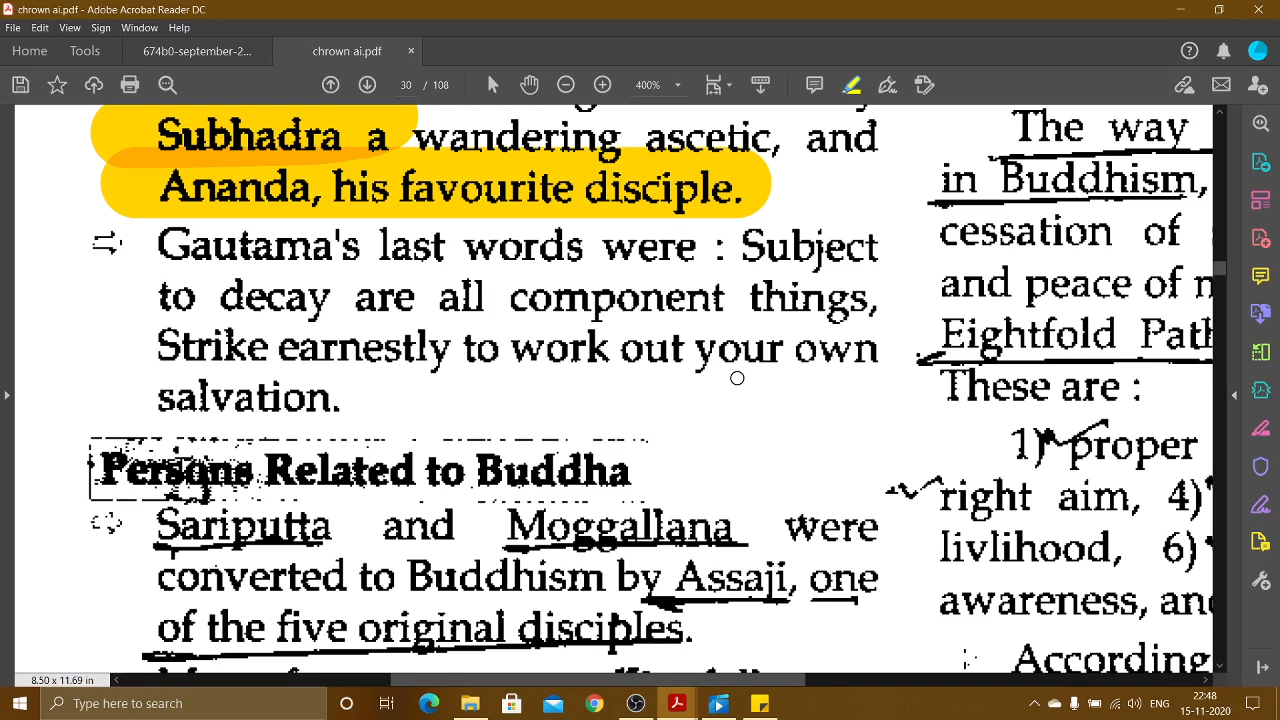 chrown ai.pdf - Adobe Acrobat Reader DC
File Edit View Sign Window Help
Home Tools 674b0-september-2... chrown ai.pdf ×
30 / 108 400%
Subhadra a wandering ascetic, and
Ananda, his favourite disciple.
Gautama's last words were : Subject
to decay are all component things,
Strike earnestly to work out your own
salvation.
Persons Related to Buddha
Sariputta and Moggallana were
converted to Buddhism by Assaji, one
of the five original disciples.
The way
in Buddhism,
cessation of
and peace of
Eightfold Path
These are :
1) proper
right aim, 4)
livlihood, 6)
awareness, and
According
8.50 x 11.69 in
Type here to search
22:48
15-11-2020